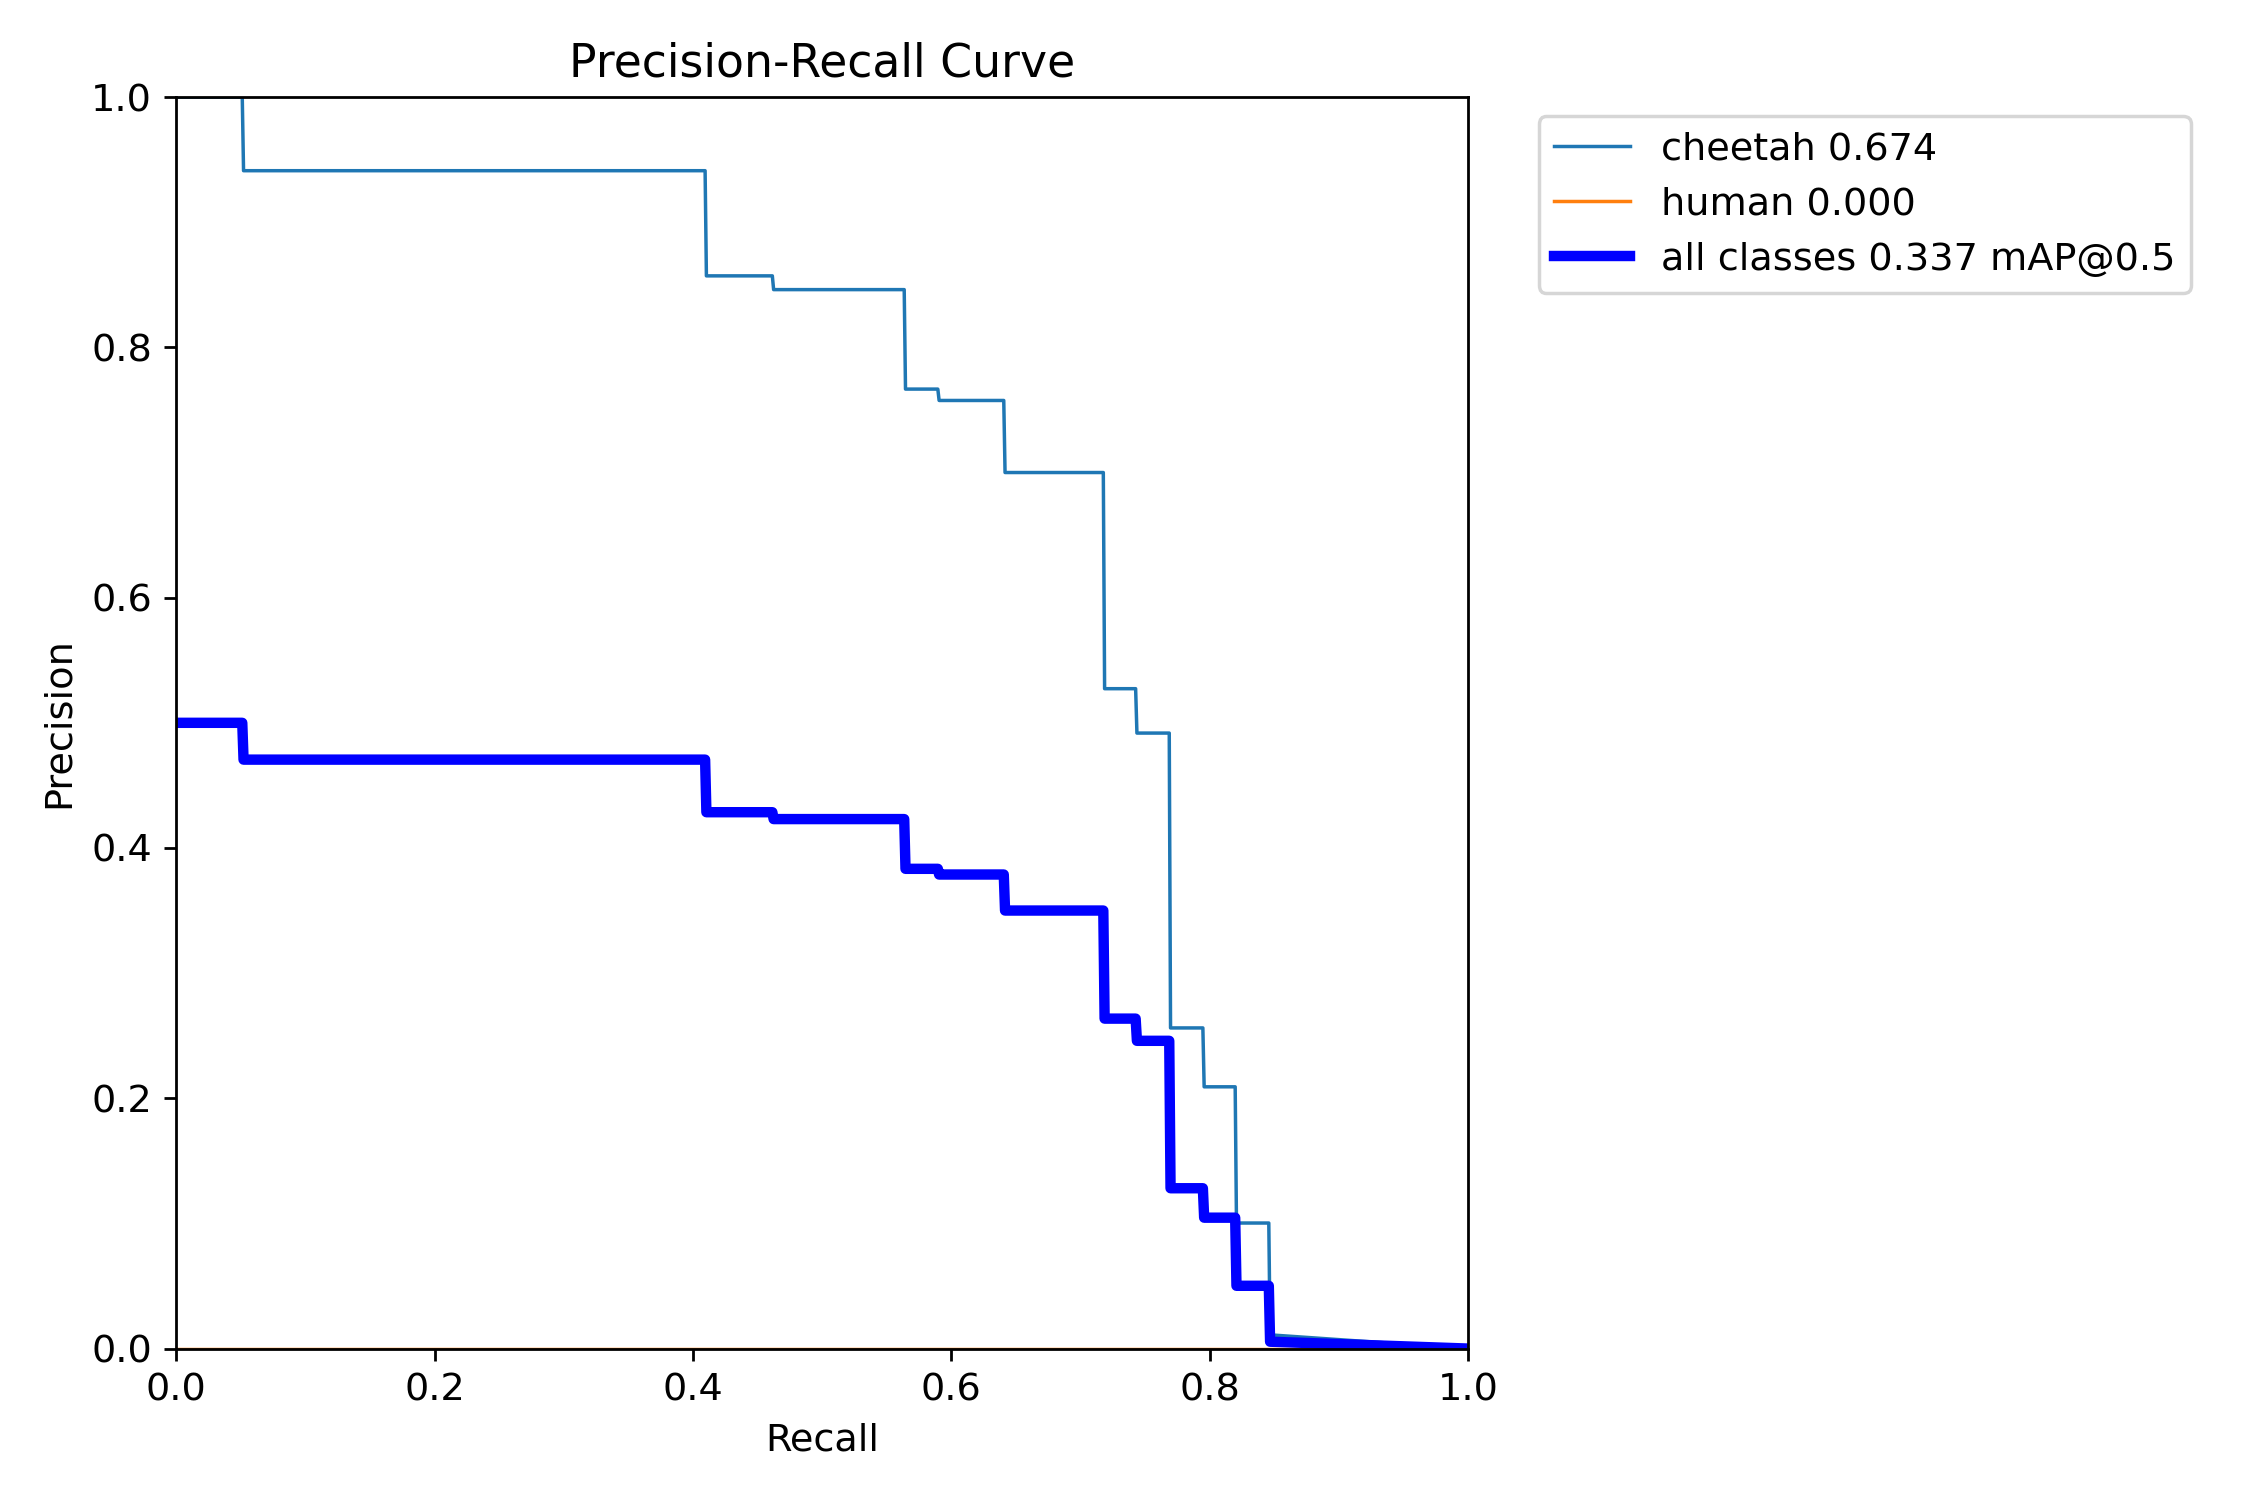 Precision-Recall Curve
1.0
0.8
0.6
0.4
0.2
0.0
Precision
0.0 0.2 0.4 0.6 0.8 1.0
Recall
cheetah 0.674
human 0.000
all classes 0.337 mAP@0.5